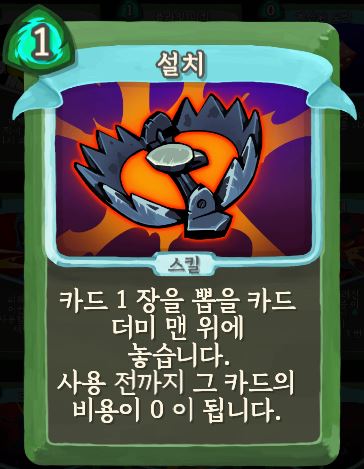 1
설치
스킬
카드 1 장을 뽑을 카드
더미 맨 위에
놓습니다.
사용 전까지 그 카드의
비용이 0 이 됩니다.